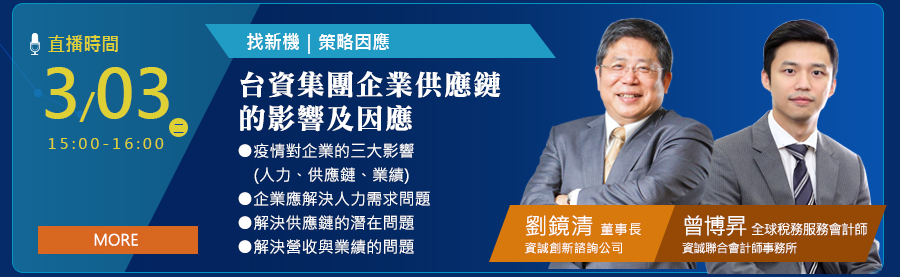 直播時間
3/03
二
15:00-16:00
MORE
找新機｜策略因應
台資集團企業供應鏈
的影響及因應
●疫情對企業的三大影響
(人力、供應鏈、業績)
●企業應解決人力需求問題
●解決供應鏈的潛在問題
●解決營收與業績的問題
劉鏡清 董事長
資誠創新諮詢公司
曾博昇 全球稅務服務會計師
資誠聯合會計師事務所